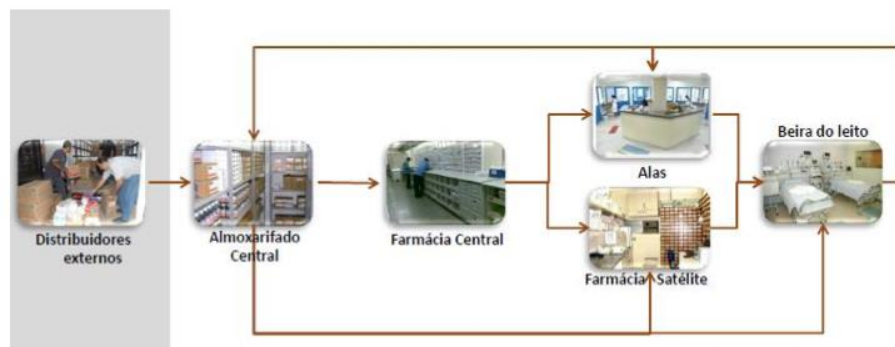 Beira do leito
Alas
Distribuidores
externos
Almoxarifado
Central
Farmácia Central
Farmácia Satélite